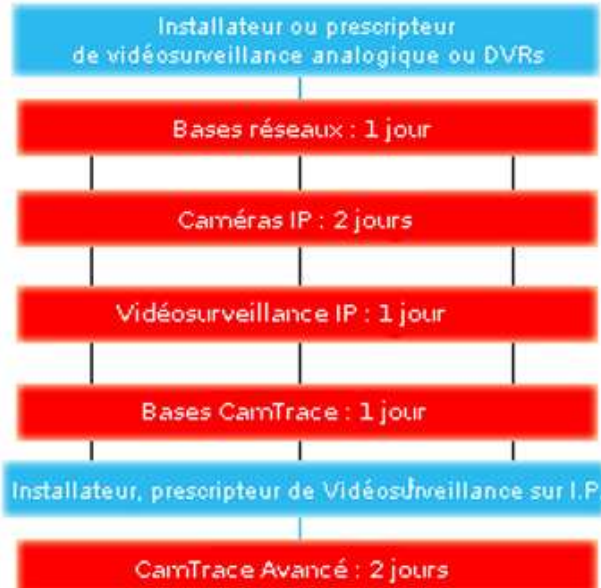 Installateur ou prescripteur
de vidéosurveillance analogique ou DVRs
Bases réseaux : 1 jour
Caméras IP : 2 jours
Vidéosurveillance IP : 1 jour
Bases CamTrace : 1 jour
Installateur, prescripteur de Vidéosurveillance sur I.P
CamTrace Avancé : 2 jours